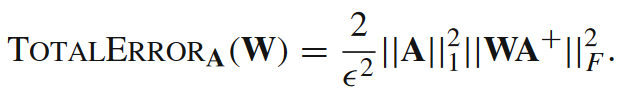 TOTALERROR_A(W) = \frac{2}{\epsilon^2} ||A||_1^2 ||WA^+||_F^2.